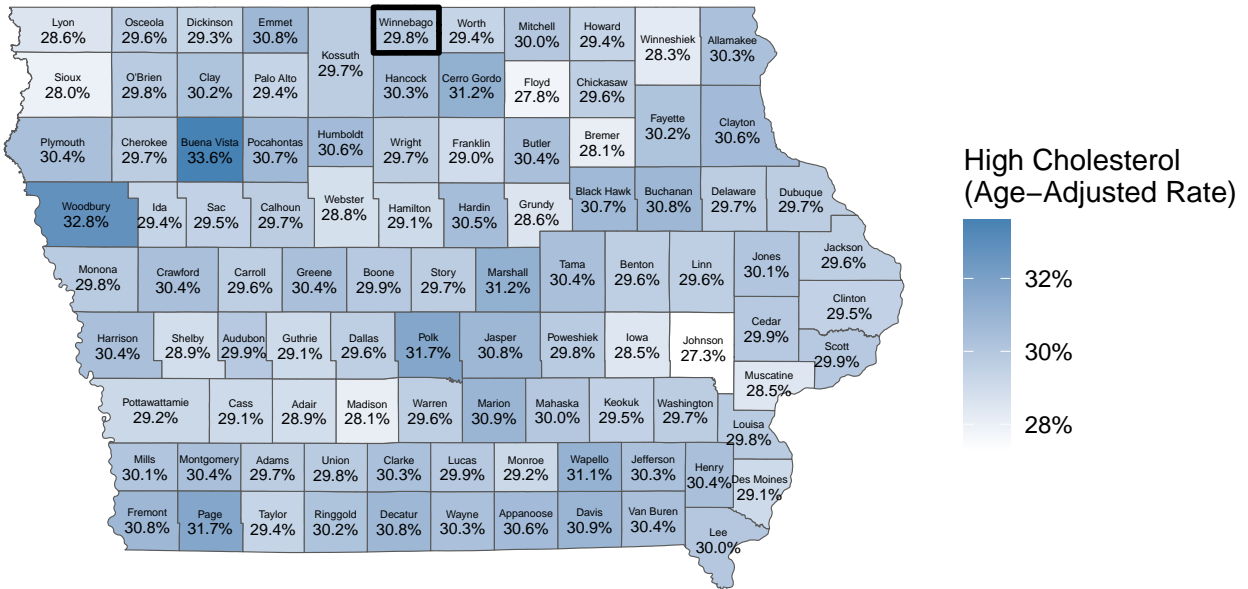 Lyon
28.6%
Osceola
29.6%
Dickinson
29.3%
Emmet
30.8%
Kossuth
29.7%
Winnebago
29.8%
Worth
29.4%
Mitchell
30.0%
Howard
29.4%
Winneshiek
28.3%
Allamakee
30.3%
Sioux
28.0%
O'Brien
29.8%
Clay
30.2%
Palo Alto
29.4%
Hancock
30.3%
Cerro Gordo
31.2%
Floyd
27.8%
Chickasaw
29.6%
Fayette
30.2%
Clayton
30.6%
Plymouth
30.4%
Cherokee
29.7%
Buena Vista
33.6%
Pocahontas
30.7%
Humboldt
30.6%
Wright
29.7%
Franklin
29.0%
Butler
30.4%
Bremer
28.1%
Woodbury
32.8%
Ida
29.4%
Sac
29.5%
Calhoun
29.7%
Webster
28.8%
Hamilton
29.1%
Hardin
30.5%
Grundy
28.6%
Black Hawk
30.7%
Buchanan
30.8%
Delaware
29.7%
Dubuque
29.7%
Monona
29.8%
Crawford
30.4%
Carroll
29.6%
Greene
30.4%
Boone
29.9%
Story
29.7%
Marshall
31.2%
Tama
30.4%
Benton
29.6%
Linn
29.6%
Jones
30.1%
Jackson
29.6%
Clinton
29.5%
Harrison
30.4%
Shelby
28.9%
Audubon
29.9%
Guthrie
29.1%
Dallas
29.6%
Polk
31.7%
Jasper
30.8%
Poweshiek
29.8%
Iowa
28.5%
Johnson
27.3%
Cedar
29.9%
Scott
29.9%
Muscatine
28.5%
Pottawattamie
29.2%
Cass
29.1%
Adair
28.9%
Madison
28.1%
Warren
29.6%
Marion
30.9%
Mahaska
30.0%
Keokuk
29.5%
Washington
29.7%
Louisa
29.8%
Mills
30.1%
Montgomery
30.4%
Adams
29.7%
Union
29.8%
Clarke
30.3%
Lucas
29.9%
Monroe
29.2%
Wapello
31.1%
Jefferson
30.3%
Henry
30.4%
Des Moines
29.1%
Fremont
30.8%
Page
31.7%
Taylor
29.4%
Ringgold
30.2%
Decatur
30.8%
Wayne
30.3%
Appanoose
30.6%
Davis
30.9%
Van Buren
30.4%
Lee
30.0%
High Cholesterol
(Age−Adjusted Rate)
32%
30%
28%